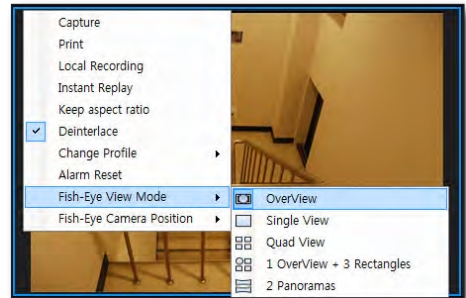 Capture
Print
Local Recording
Instant Replay
Keep aspect ratio
Deinterlace
Change Profile
Alarm Reset
Fish-Eye View Mode
Fish-Eye Camera Position
OverView
Single View
Quad View
1 OverView + 3 Rectangles
2 Panoramas